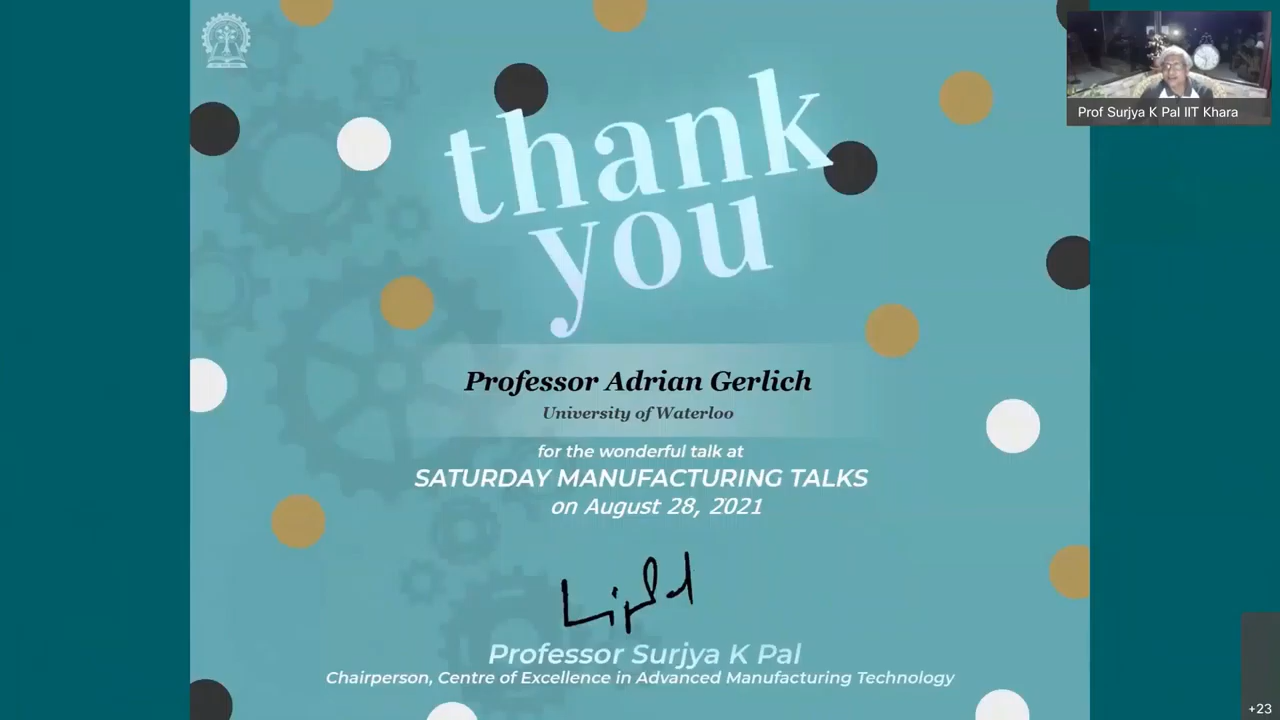 thank
you
Prof Surjya K Pal IIT Khara
Professor Adrian Gerlich
University of Waterloo
for the wonderful talk at
SATURDAY MANUFACTURING TALKS
on August 28, 2021
Professor Surjya K Pal
Chairperson, Centre of Excellence in Advanced Manufacturing Technology
+23